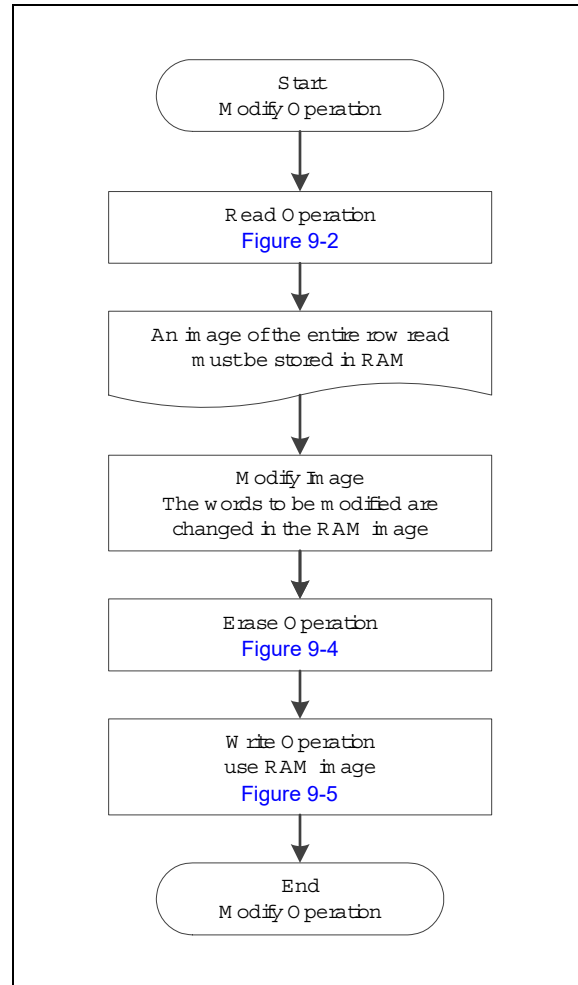 Start
Modify Operation
Read Operation
Figure 9-2
An image of the entire row read
must be stored in RAM
Modify Image
The words to be modified are
changed in the RAM image
Erase Operation
Figure 9-4
Write Operation
use RAM image
Figure 9-5
End
Modify Operation